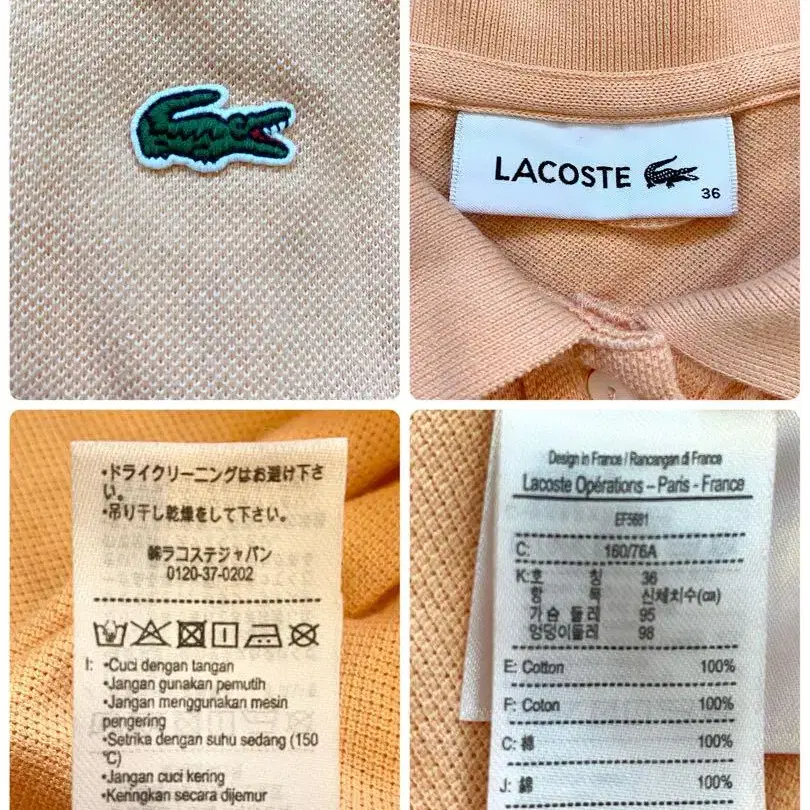 LACOSTE
36
・ドライクリーニングはお避け下さ
い。
・吊り干し乾燥をして下さい。
㈱ラコステジャパン
0120-37-0202
I: •Cuci dengan tangan
•Jangan gunakan pemutih
•Jangan menggunakan mesin
pengering
•Setrika dengan suhu sedang (150
°C)
•Jangan cuci kering
•Keringkan secara dijemur
Design in France / Rancangan di France
Lacoste Opérations – Paris - France
EF5681
C: 160/76A
K: 호 칭 36
항 목 신체치수(㎝)
가슴 둘레 95
엉덩이둘레 98
E: Cotton 100%
F: Coton 100%
C: 棉 100%
J: 綿 100%